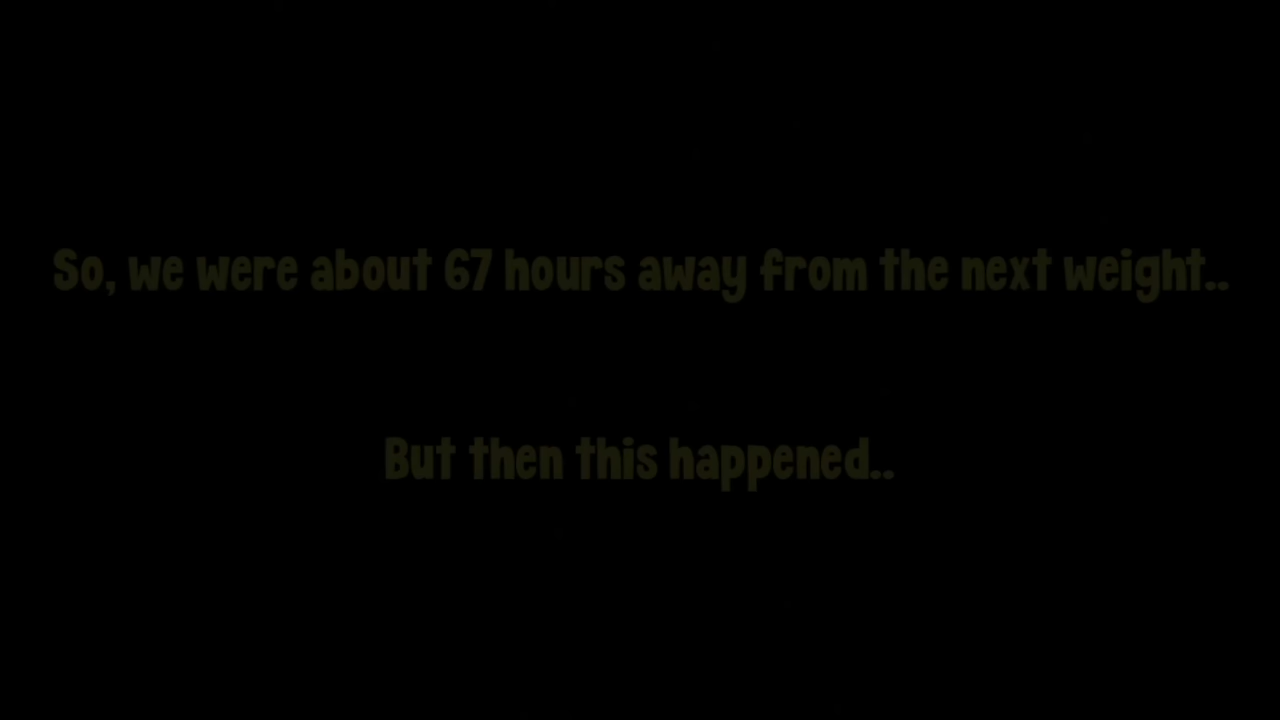 So, we were about 67 hours away from the next weight..
But then this happened..